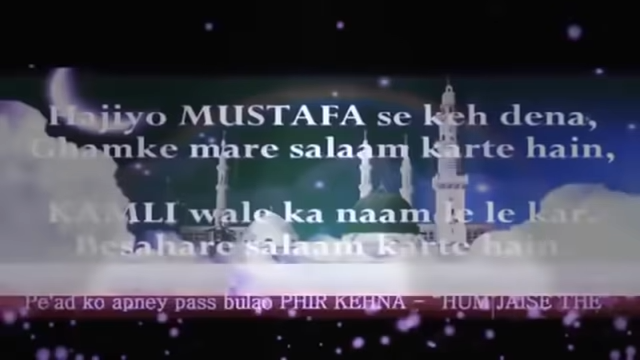 Hajiyo MUSTAFA se keh dena,
Ghamke mare salaam karte hain,
KAMLI wale ka naam le le kar.
Besahare salaam karte hain
Pe'ad ko apney pass bulao PHIR KEHNA - "HUM JAISE THE"